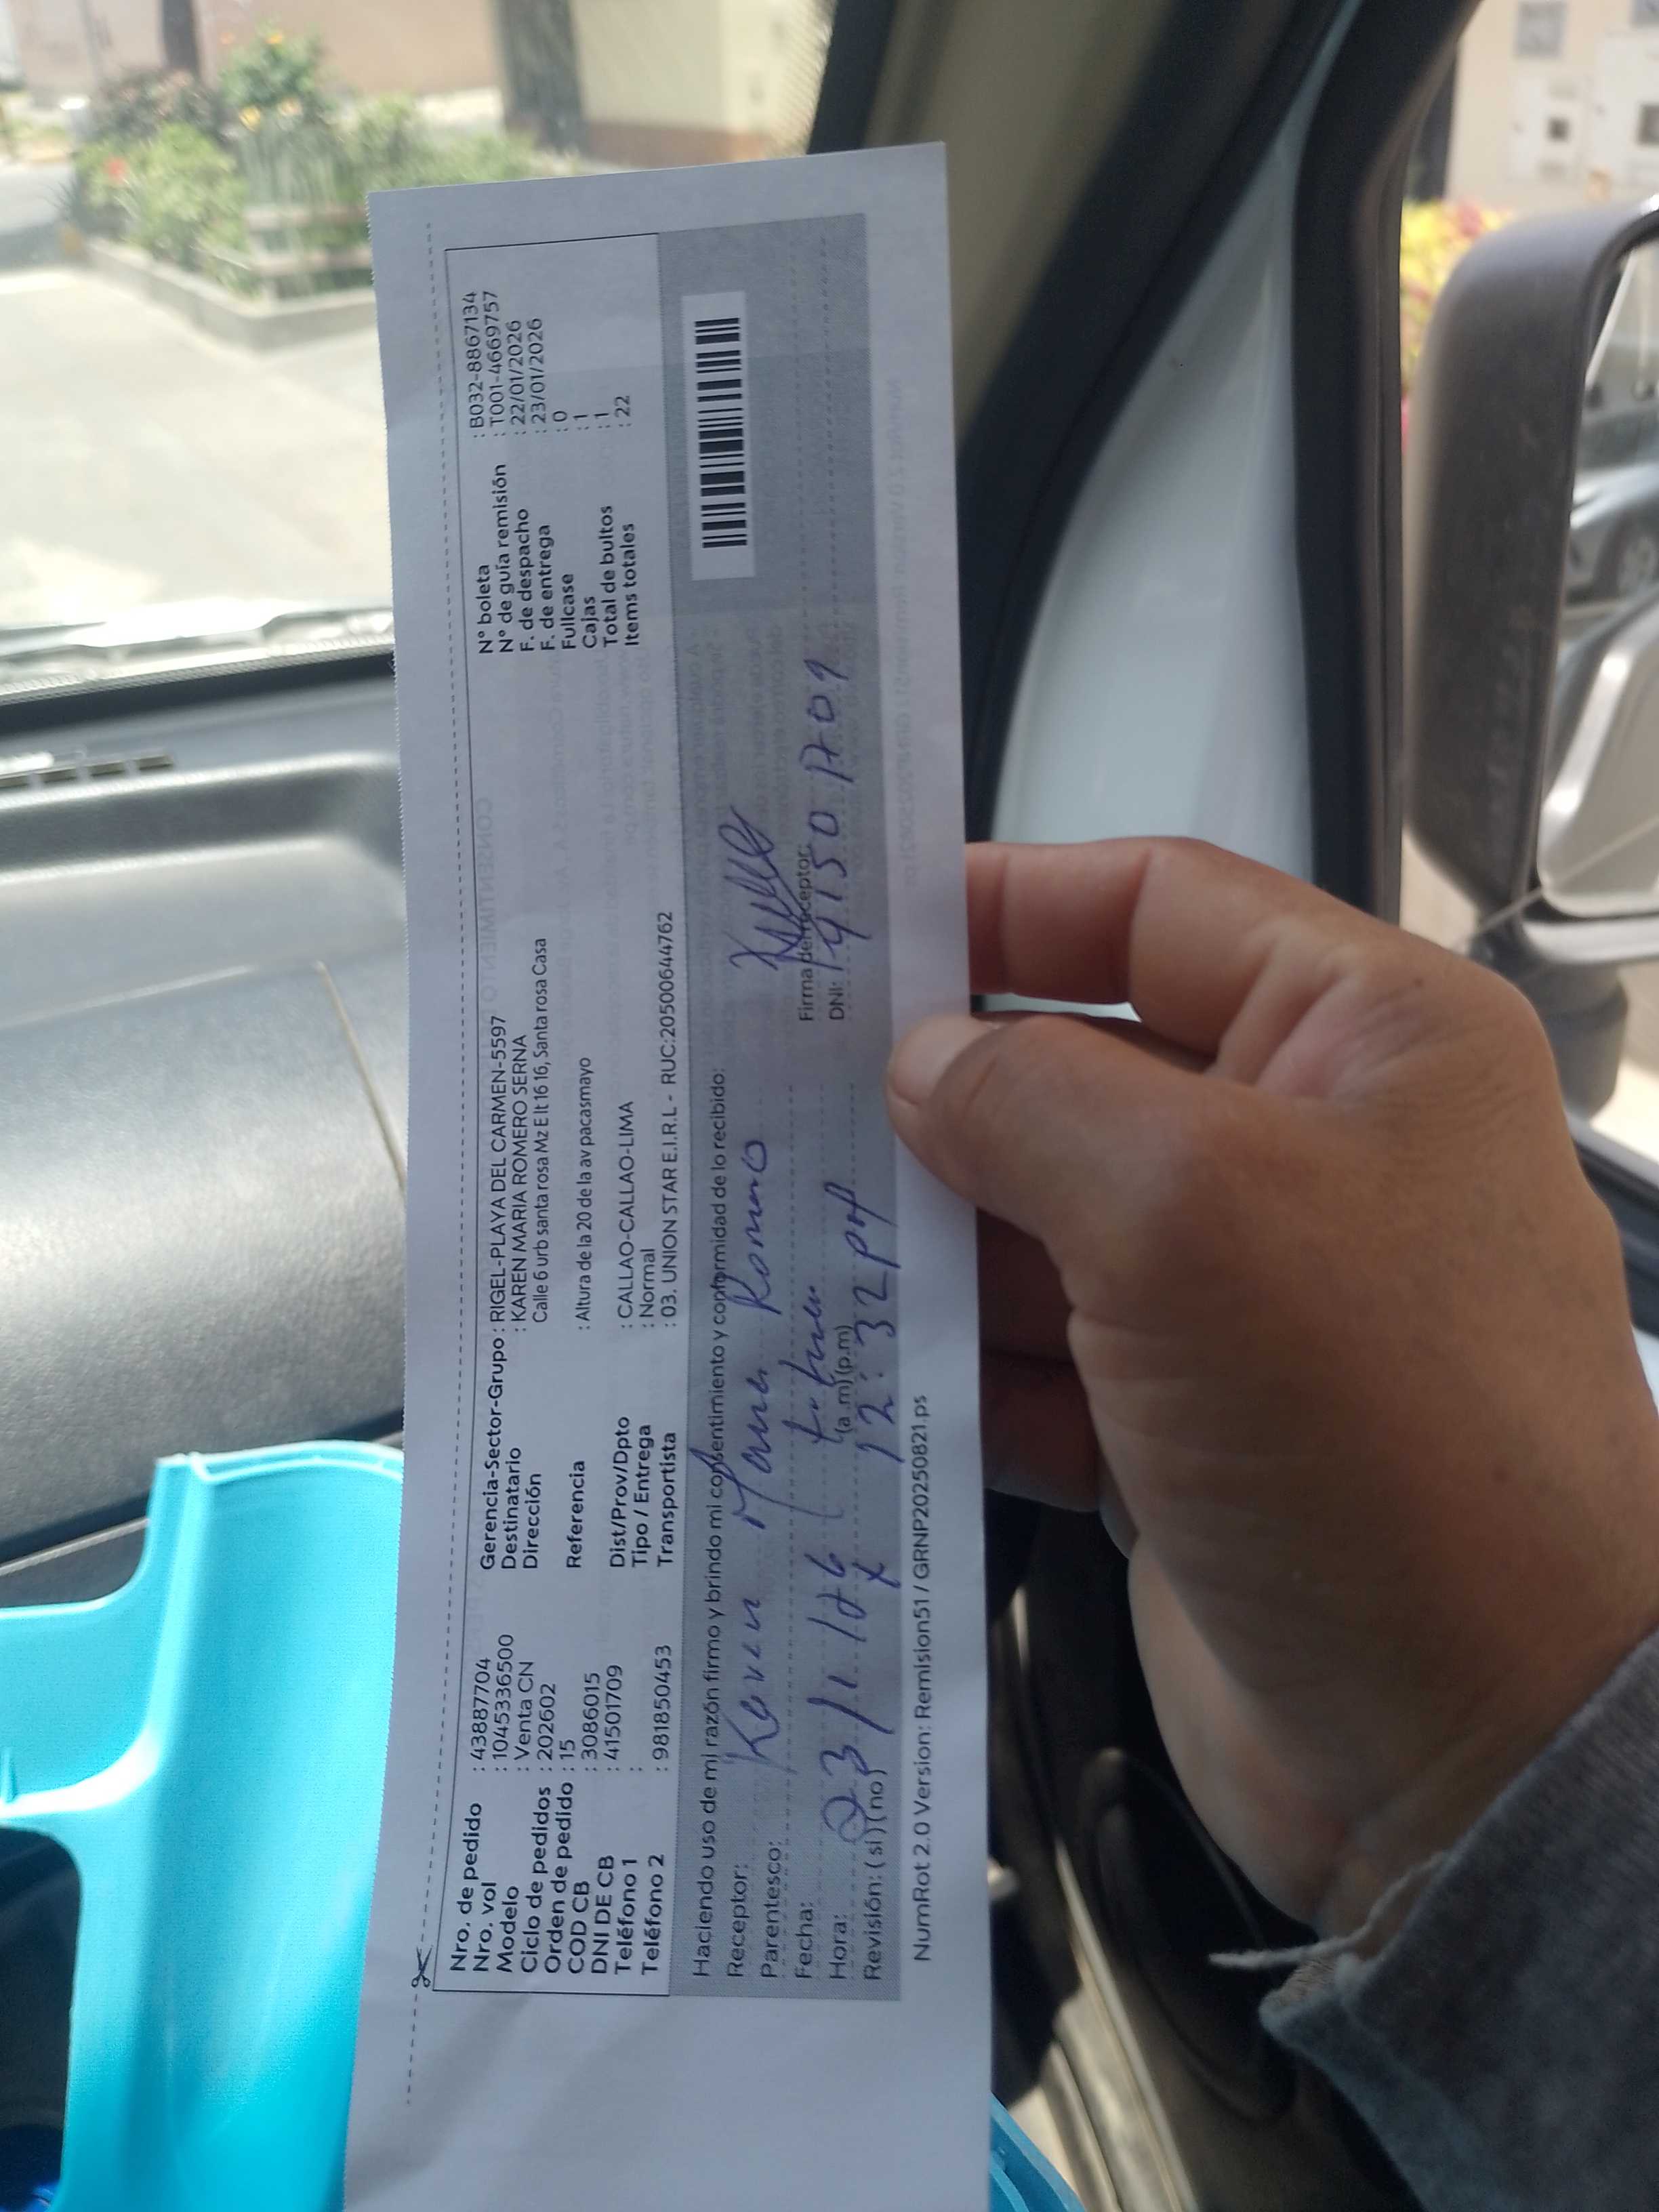 Nro. de pedido : 43887704
Nro. vol : 1045336500
Modelo : Venta CN
Ciclo de pedidos : 202602
Orden de pedido : 15
COD CB : 3086015
DNI DE CB : 41501709
Teléfono 1 :
Teléfono 2 : 981850453
Gerencia-Sector-Grupo : RIGEL-PLAYA DEL CARMEN-5597
Destinatario : KAREN MARIA ROMERO SERNA
Dirección Calle 6 urb santa rosa Mz E lt 16 16, Santa rosa Casa
Referencia : Altura de la 20 de la av pacasmayo
Dist/Prov/Dpto : CALLAO-CALLAO-LIMA
Tipo / Entrega : Normal
Transportista : 03. UNION STAR E.I.R.L - RUC:20500644762
N° boleta : B032-8867134
N° de guía remisión : T001-4669757
F. de despacho : 22/01/2026
F. de entrega : 23/01/2026
Fullcase : 0
Cajas : 1
Total de bultos : 1
Items totales : 22
Haciendo uso de mi razón firmo y brindo mi consentimiento y conformidad de lo recibido:
Receptor: Karen Maria Romero
Parentesco:
Fecha: 23/1/26
Hora: (a.m)(p.m) 12:32 pm
Revisión: (si) (no) x
Firma del receptor:
DNI: 41501709
NumRot 2.0 Version: Remision51 / GRNP20250821.ps